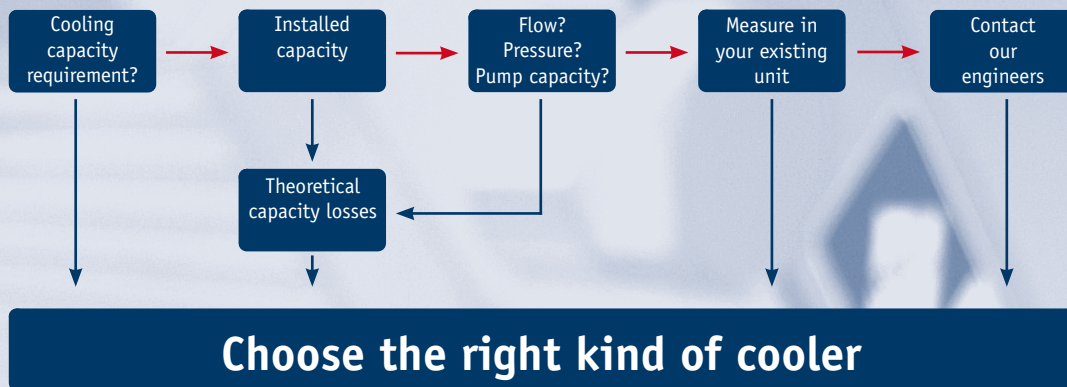 Cooling
capacity
requirement?
Installed
capacity
Flow?
Pressure?
Pump capacity?
Measure in
your existing
unit
Contact
our
engineers
Theoretical
capacity losses
Choose the right kind of cooler